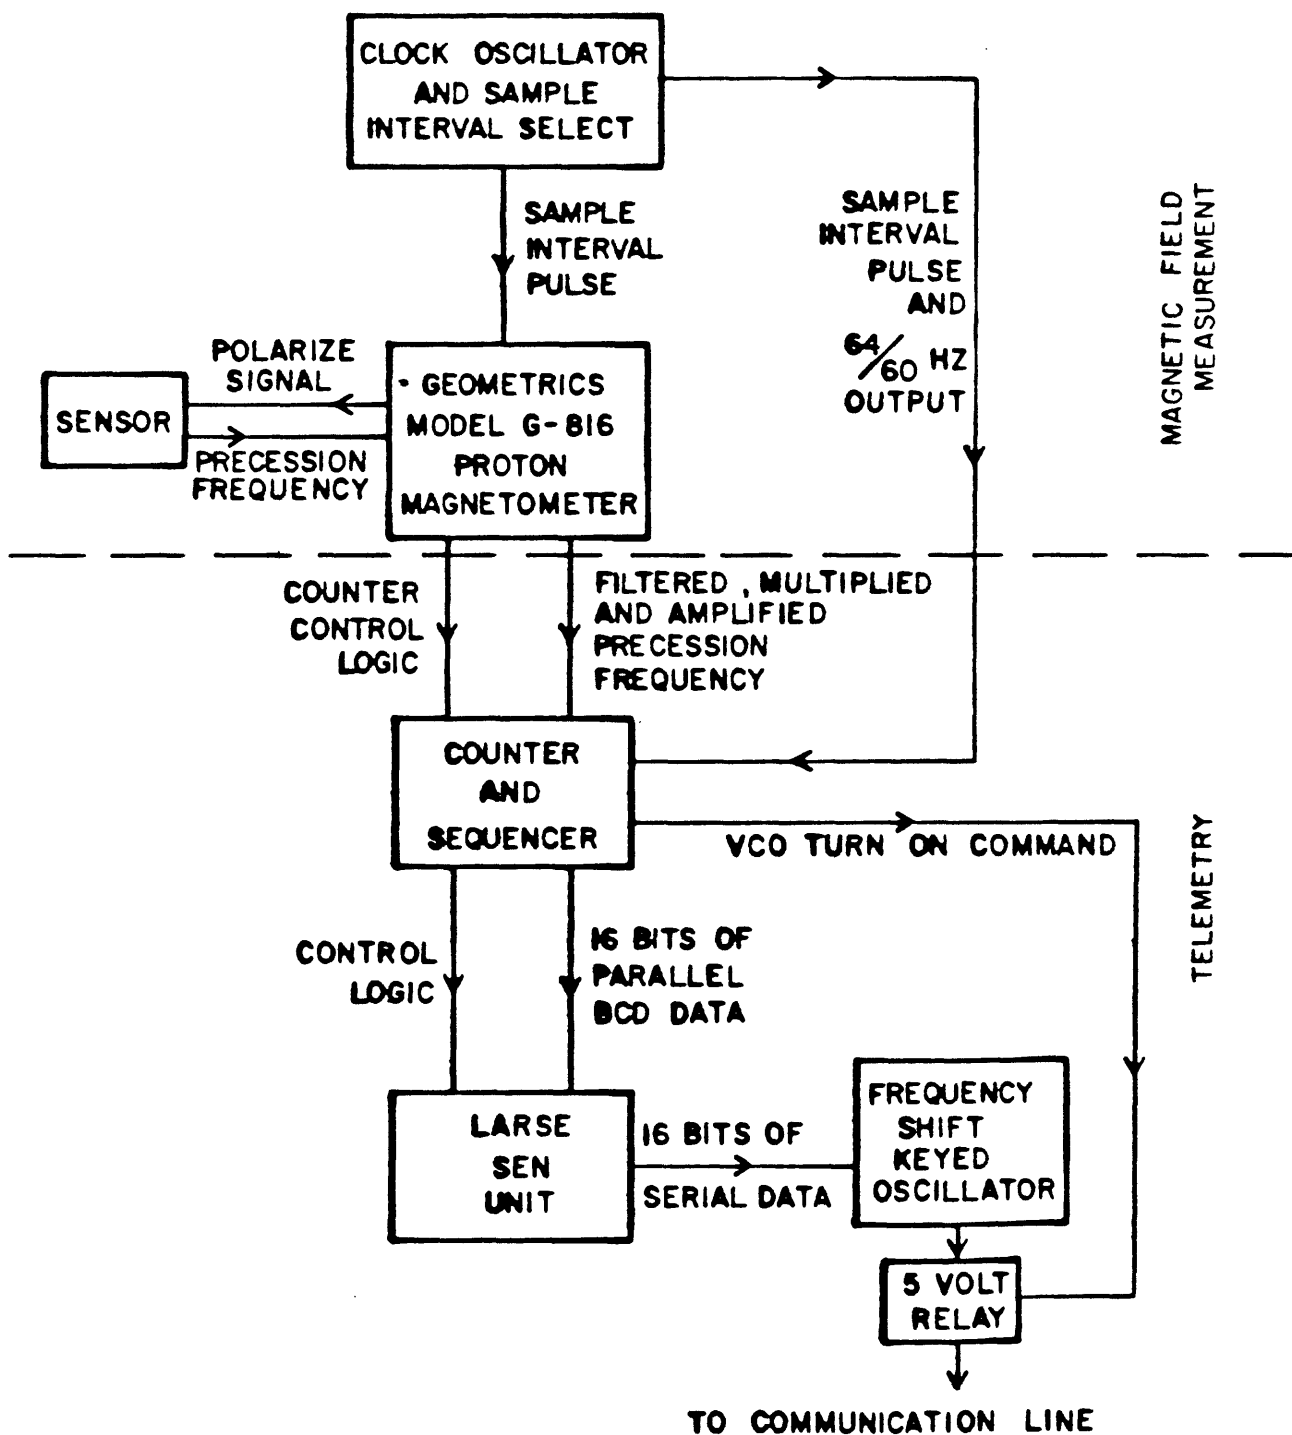 CLOCK OSCILLATOR
AND SAMPLE
INTERVAL SELECT
SAMPLE
INTERVAL
PULSE
SAMPLE
INTERVAL
PULSE
AND
64/60 HZ
OUTPUT
MAGNETIC FIELD
MEASUREMENT
POLARIZE
SIGNAL
SENSOR
PRECESSION
FREQUENCY
GEOMETRICS
MODEL G-816
PROTON
MAGNETOMETER
COUNTER
CONTROL
LOGIC
FILTERED, MULTIPLIED
AND AMPLIFIED
PRECESSION
FREQUENCY
COUNTER
AND
SEQUENCER
VCO TURN ON COMMAND
TELEMETRY
CONTROL
LOGIC
16 BITS OF
PARALLEL
BCD DATA
LARSE
SEN
UNIT
16 BITS OF
SERIAL DATA
FREQUENCY
SHIFT
KEYED
OSCILLATOR
5 VOLT
RELAY
TO COMMUNICATION LINE